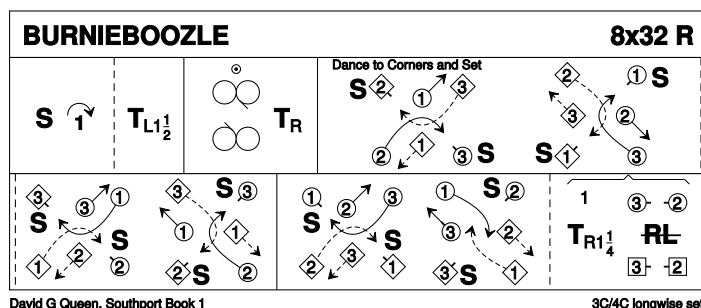 BURNIEBOOZLE 8x32 R
Dance to Corners and Set
S 1 TL1½ TR
S 2 1 3 2 1 3 S
2 1 S 3 2 S 1 3
3 3 1 S S 1 2 2
3 S 3 1 1 2 S 2
1 2 3 S S 2 3 1
1 S 2 3 2 3 S 1
1 3 2 TR1¼ RL 3 2
David G Queen, Southport Book 1 3C/4C longwise set